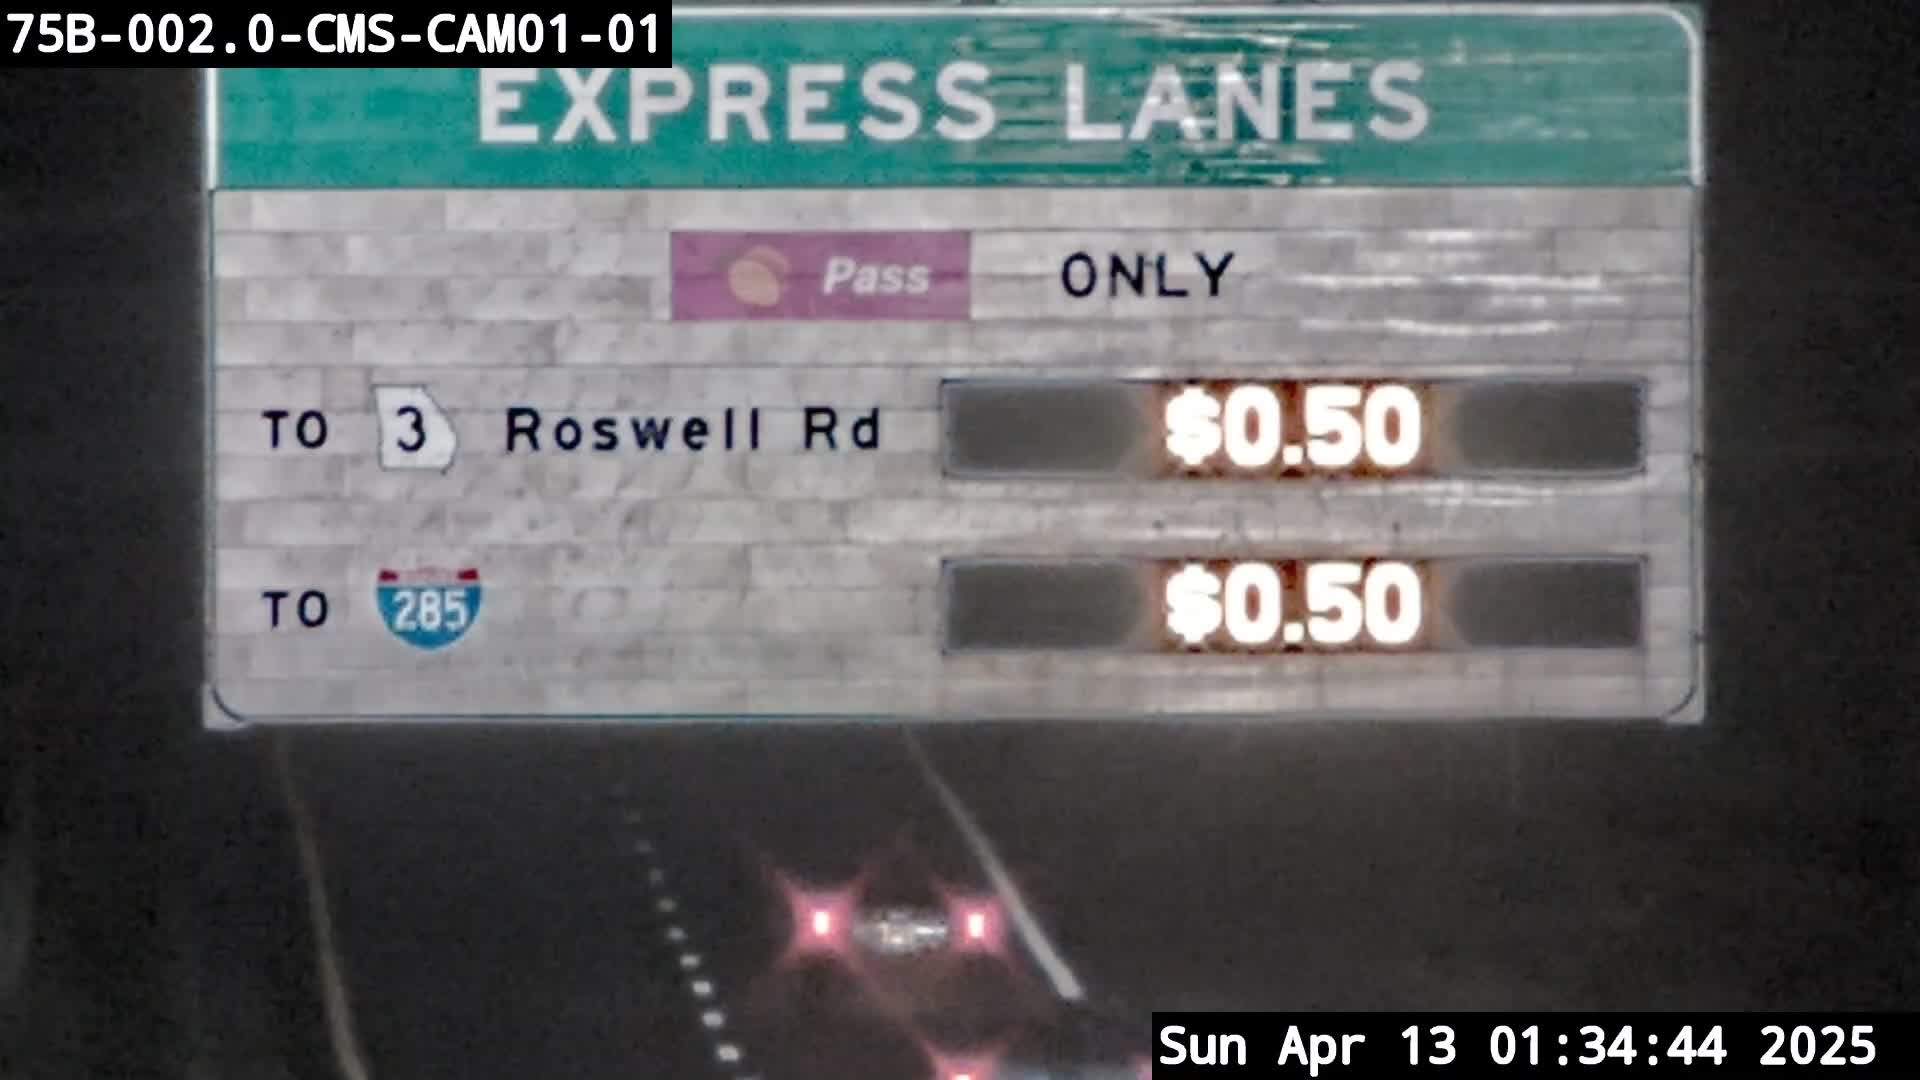 75B-002.0-CMS-CAM01-01
EXPRESS LANES
Pass ONLY
TO 3 Roswell Rd $0.50
TO 285 $0.50
Sun Apr 13 01:34:44 2025